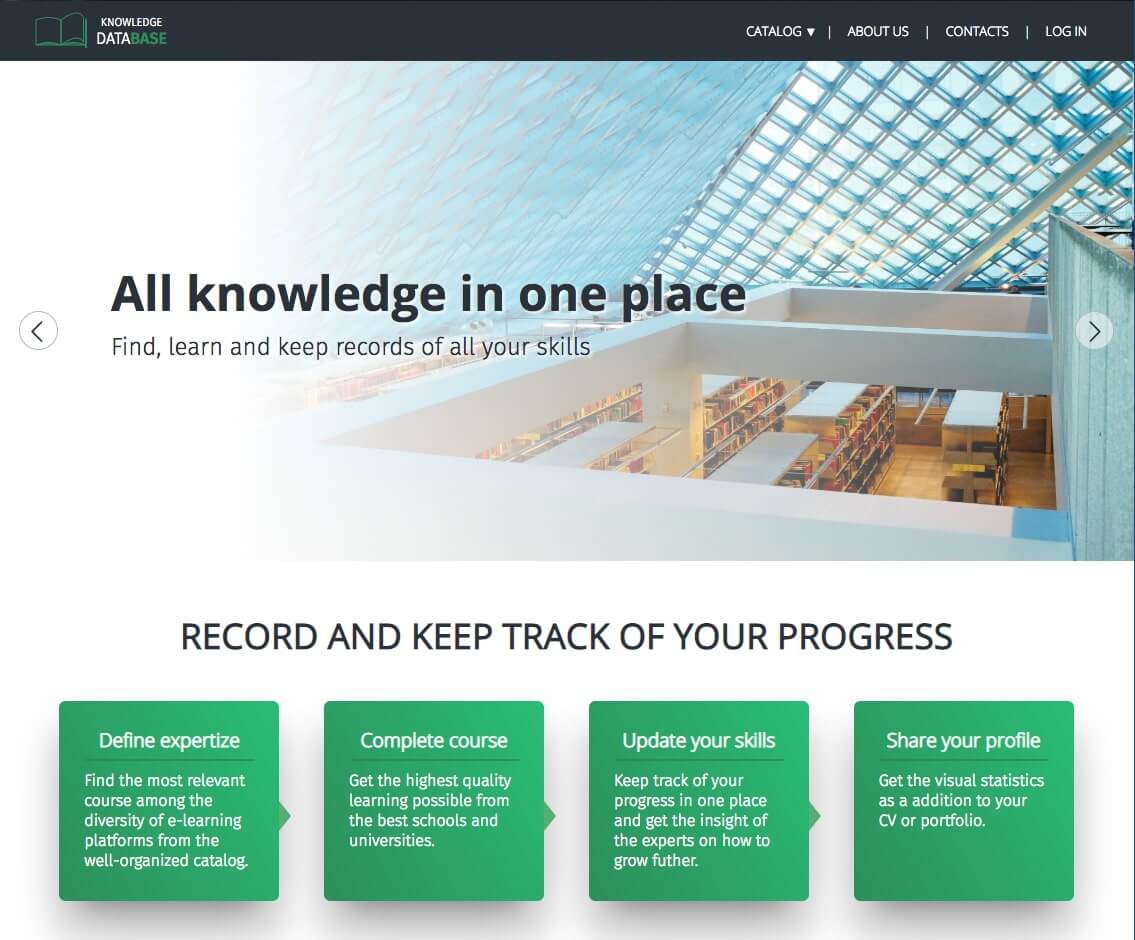 KNOWLEDGE
DATABASE
CATALOG ▼ | ABOUT US | CONTACTS | LOG IN
All knowledge in one place
Find, learn and keep records of all your skills
RECORD AND KEEP TRACK OF YOUR PROGRESS
Define expertize
Find the most relevant
course among the
diversity of e-learning
platforms from the
well-organized catalog.
Complete course
Get the highest quality
learning possible from
the best schools and
universities.
Update your skills
Keep track of your
progress in one place
and get the insight of
the experts on how to
grow futher.
Share your profile
Get the visual statistics
as a addition to your
CV or portfolio.